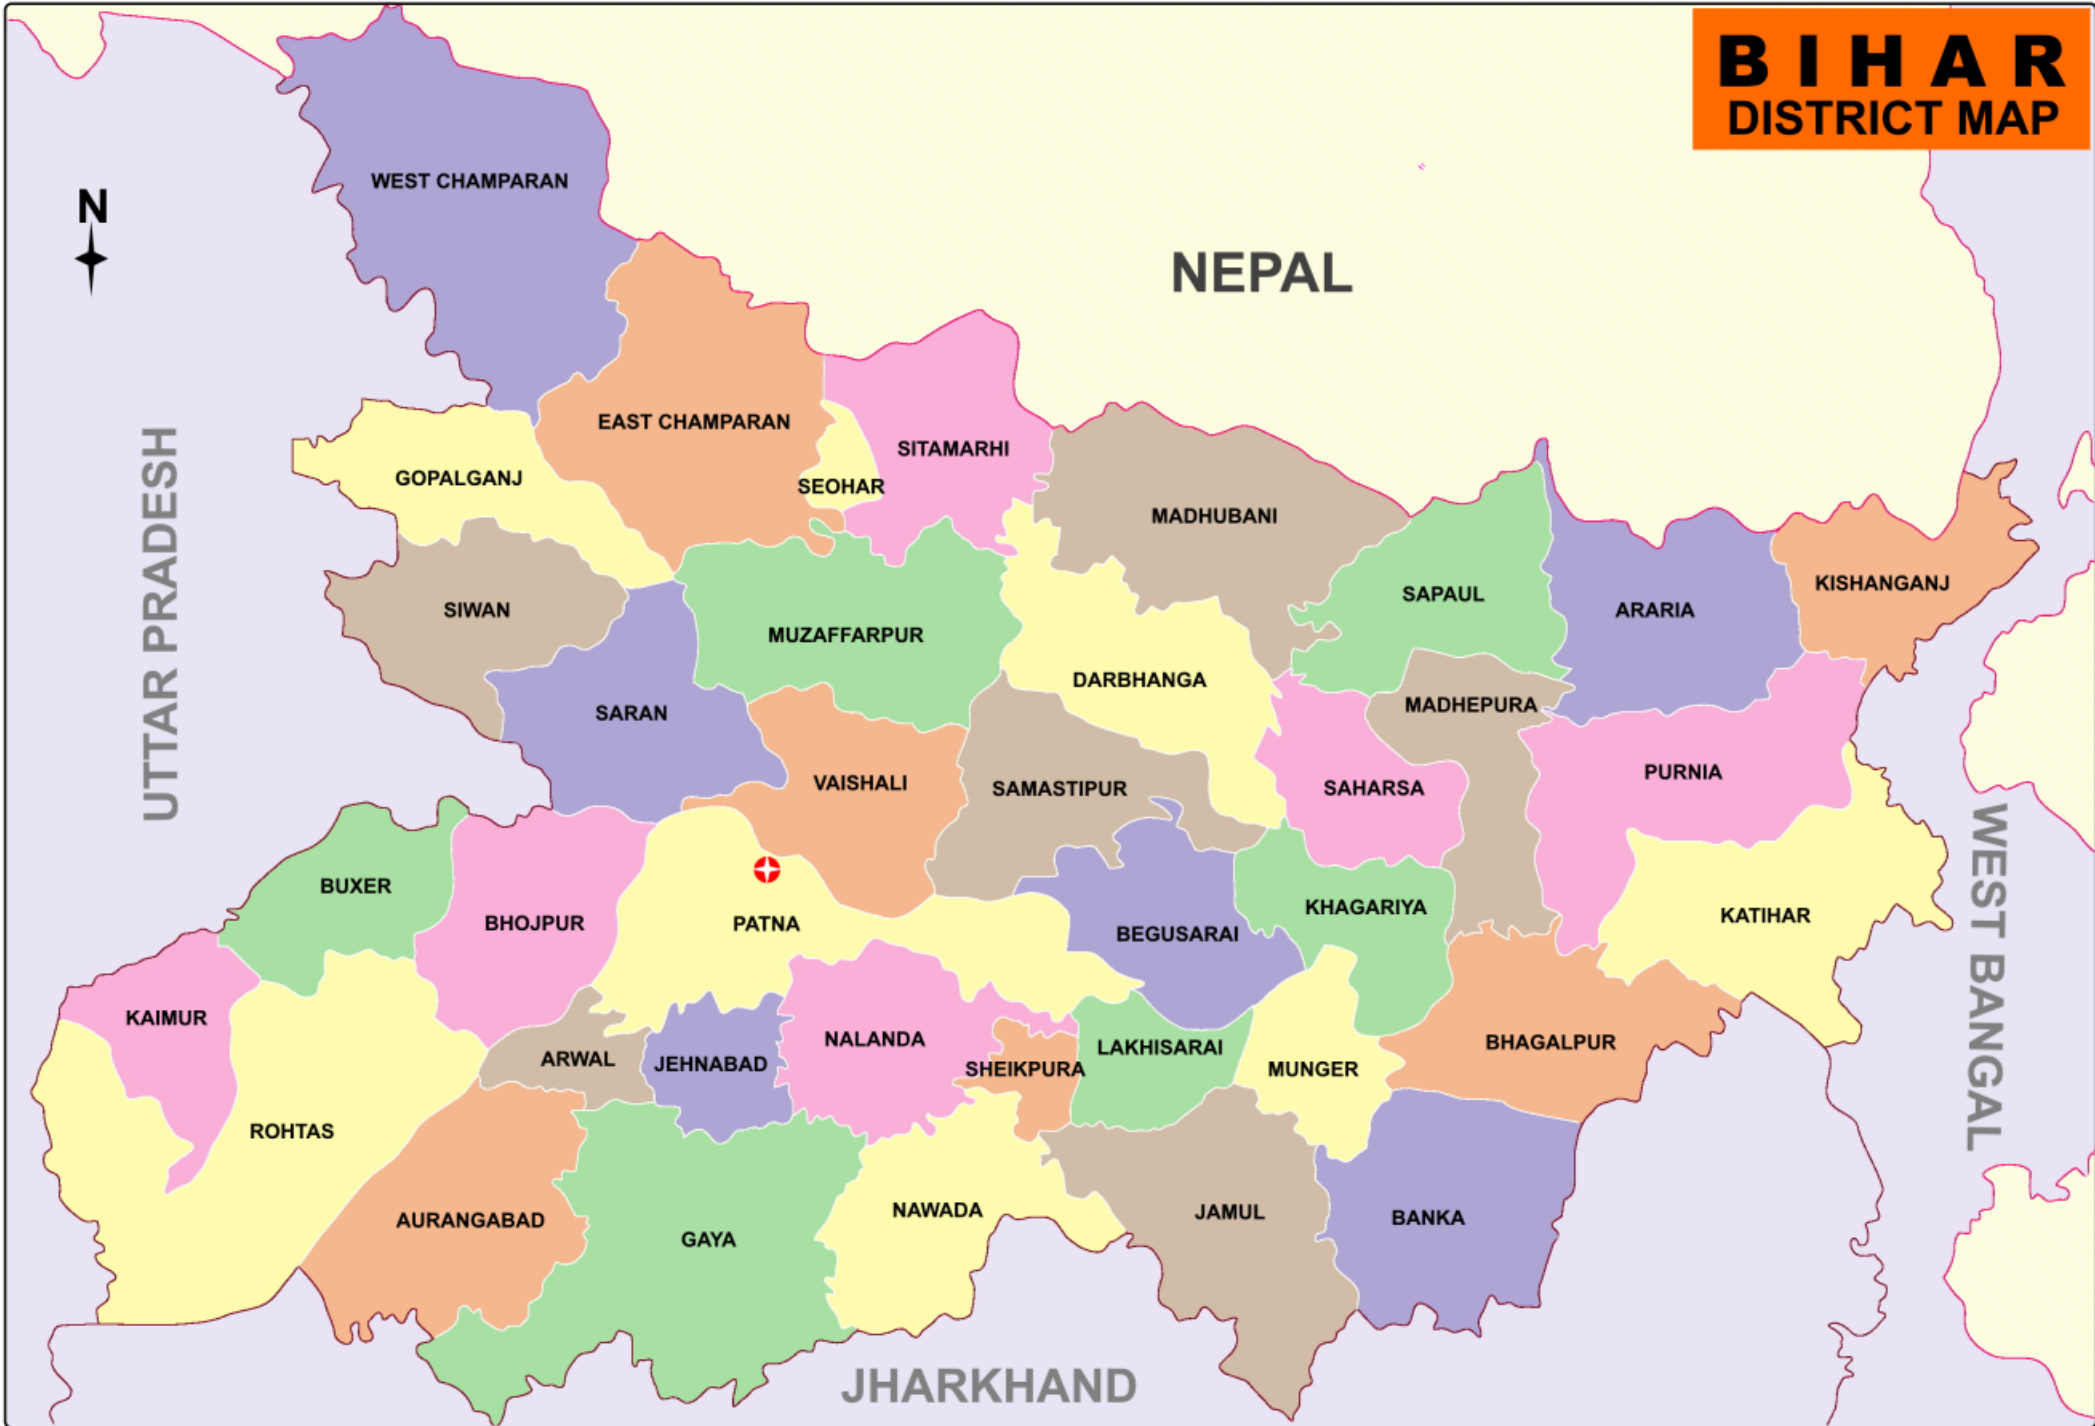 BIHAR
DISTRICT MAP
N
WEST CHAMPARAN
NEPAL
EAST CHAMPARAN
SITAMARHI
GOPALGANJ
SEOHAR
MADHUBANI
UTTAR PRADESH
SIWAN
MUZAFFARPUR
SAPAUL
ARARIA
KISHANGANJ
DARBHANGA
SARAN
MADHEPURA
VAISHALI
SAMASTIPUR
SAHARSA
PURNIA
BUXER
BHOJPUR
PATNA
BEGUSARAI
KHAGARIYA
KATIHAR
WEST BANGAL
KAIMUR
ARWAL
JEHNABAD
NALANDA
SHEIKPURA
LAKHISARAI
MUNGER
BHAGALPUR
ROHTAS
AURANGABAD
GAYA
NAWADA
JAMUL
BANKA
JHARKHAND